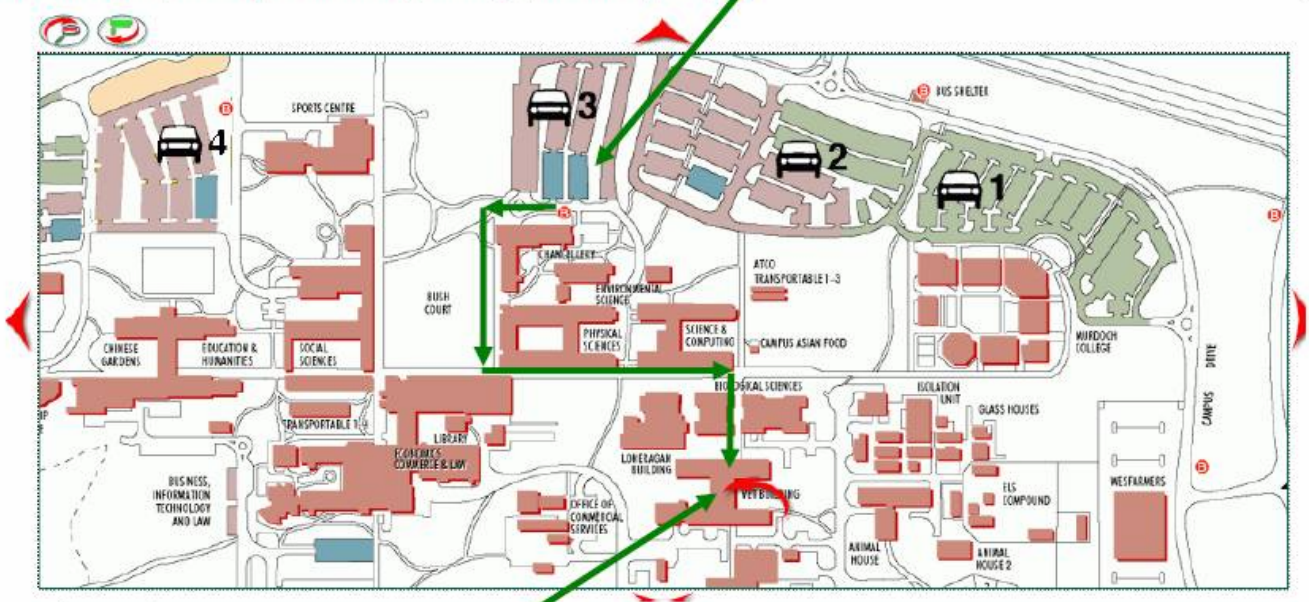 3
B BUS SHELTER
B
SPORTS CENTRE
4
2
1
B
B
CHANCELLERY
ATCO
TRANSPORTABLE 1-3
ENVIRONMENTAL
SCIENCE
BUSH
COURT
PHYSICAL
SCIENCES
SCIENCE &
COMPUTING
CAMPUS ASIAN FOOD
MURDOCH
COLLEGE
CHINESE
GARDENS
EDUCATION &
HUMANITIES
SOCIAL
SCIENCES
CAMPUS DRIVE
BIOLOGICAL SCIENCES
ISOLATION
UNIT
GLASS HOUSES
TRANSPORTABLE
LIBRARY
ECONOMICS
COMMERCE & LAW
LONERAGAN
BUILDING
B
BUSINESS,
INFORMATION
TECHNOLOGY
AND LAW
VET BUILDING
ELS
COMPOUND
WESFARMERS
OFFICE OF
COMMERCIAL
SERVICES
ANIMAL
HOUSE
ANIMAL
HOUSE 2